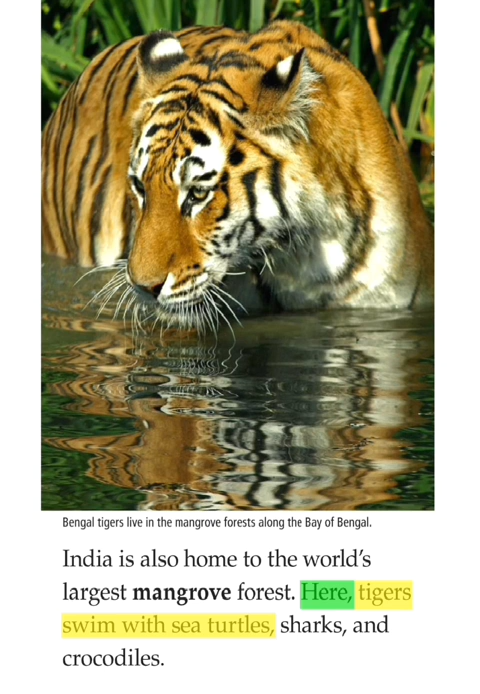 Bengal tigers live in the mangrove forests along the Bay of Bengal.
India is also home to the world’s
largest mangrove forest. Here, tigers
swim with sea turtles, sharks, and
crocodiles.